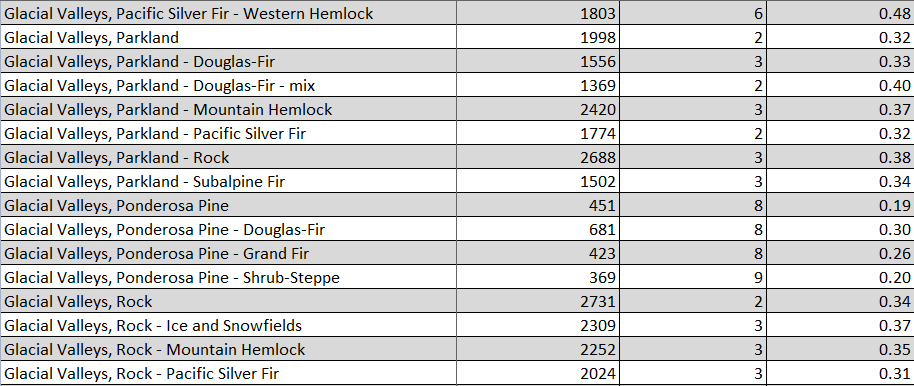 Glacial Valleys, Pacific Silver Fir - Western Hemlock 1803 6 0.48
Glacial Valleys, Parkland 1998 2 0.32
Glacial Valleys, Parkland - Douglas-Fir 1556 3 0.33
Glacial Valleys, Parkland - Douglas-Fir - mix 1369 2 0.40
Glacial Valleys, Parkland - Mountain Hemlock 2420 3 0.37
Glacial Valleys, Parkland - Pacific Silver Fir 1774 2 0.32
Glacial Valleys, Parkland - Rock 2688 3 0.38
Glacial Valleys, Parkland - Subalpine Fir 1502 3 0.34
Glacial Valleys, Ponderosa Pine 451 8 0.19
Glacial Valleys, Ponderosa Pine - Douglas-Fir 681 8 0.30
Glacial Valleys, Ponderosa Pine - Grand Fir 423 8 0.26
Glacial Valleys, Ponderosa Pine - Shrub-Steppe 369 9 0.20
Glacial Valleys, Rock 2731 2 0.34
Glacial Valleys, Rock - Ice and Snowfields 2309 3 0.37
Glacial Valleys, Rock - Mountain Hemlock 2252 3 0.35
Glacial Valleys, Rock - Pacific Silver Fir 2024 3 0.31